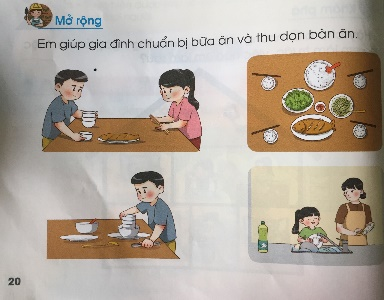 Mở rộng
Em giúp gia đình chuẩn bị bữa ăn và thu dọn bàn ăn.
20